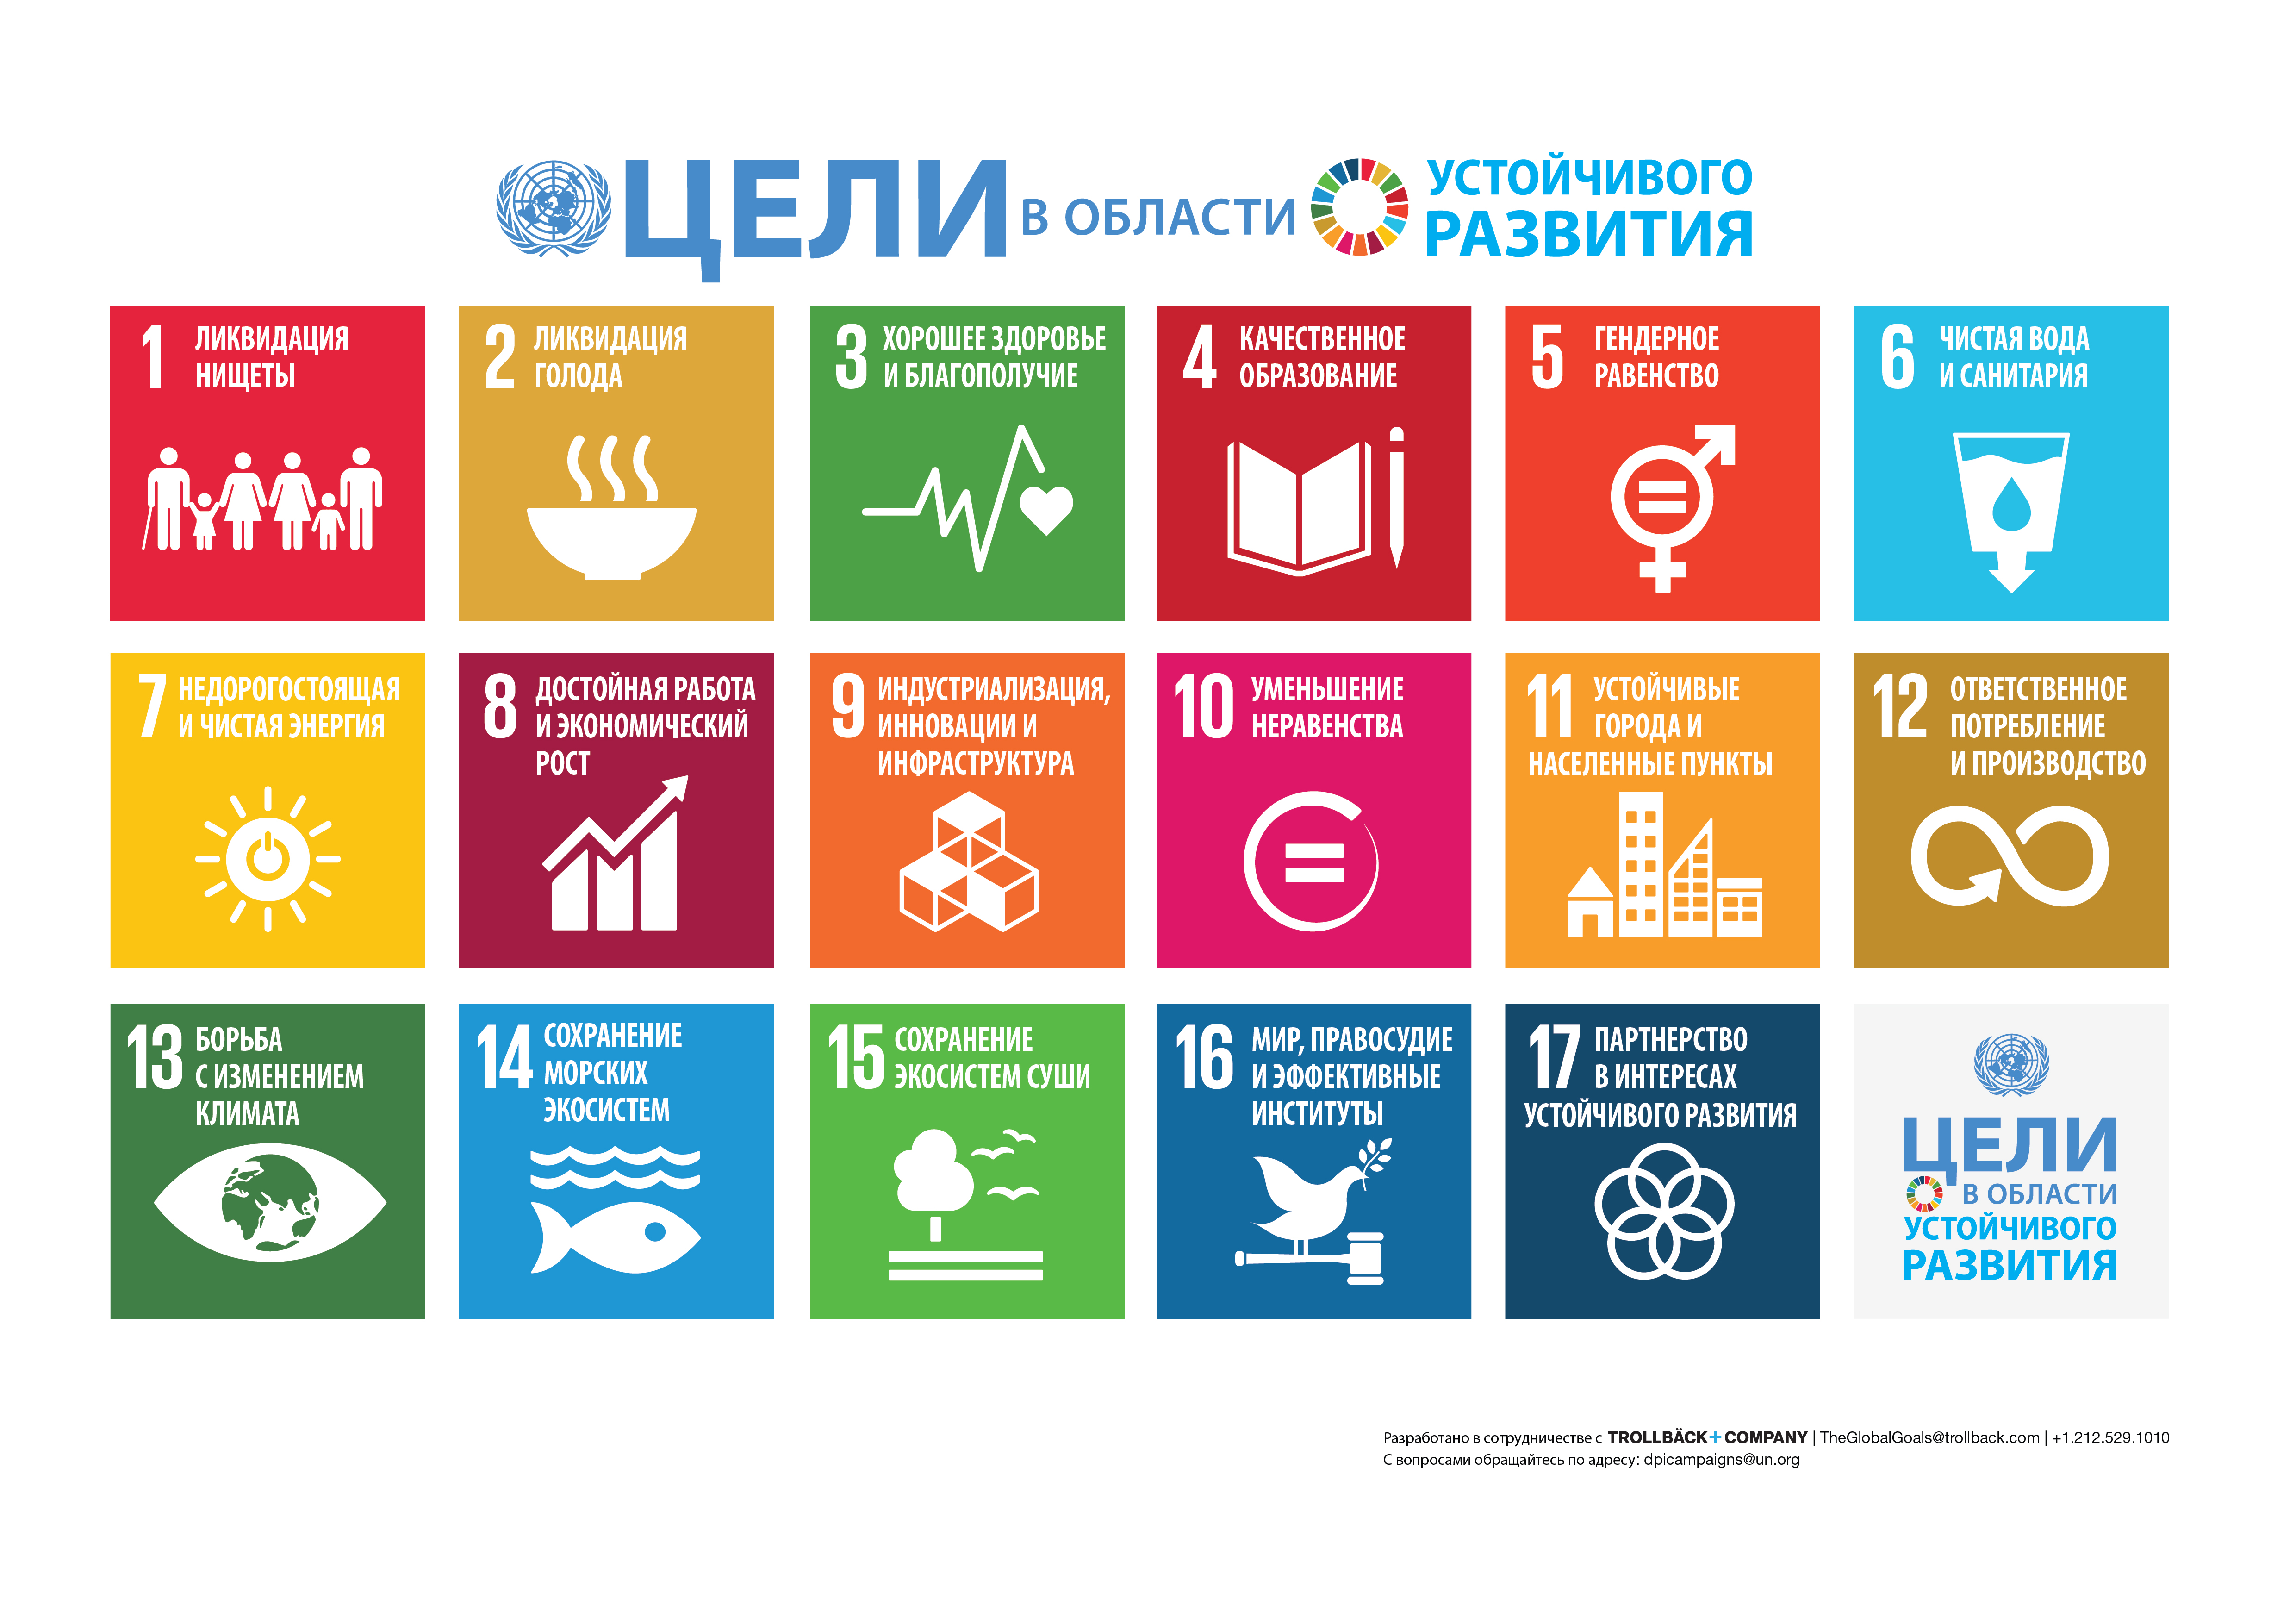 ЦЕЛИ В ОБЛАСТИ УСТОЙЧИВОГО
РАЗВИТИЯ
1 ЛИКВИДАЦИЯ
НИЩЕТЫ
2 ЛИКВИДАЦИЯ
ГОЛОДА
3 ХОРОШЕЕ ЗДОРОВЬЕ
И БЛАГОПОЛУЧИЕ
4 КАЧЕСТВЕННОЕ
ОБРАЗОВАНИЕ
5 ГЕНДЕРНОЕ
РАВЕНСТВО
6 ЧИСТАЯ ВОДА
И САНИТАРИЯ
7 НЕДОРОГОСТОЯЩАЯ
И ЧИСТАЯ ЭНЕРГИЯ
8 ДОСТОЙНАЯ РАБОТА
И ЭКОНОМИЧЕСКИЙ
РОСТ
9 ИНДУСТРИАЛИЗАЦИЯ,
ИННОВАЦИИ И
ИНФРАСТРУКТУРА
10 УМЕНЬШЕНИЕ
НЕРАВЕНСТВА
11 УСТОЙЧИВЫЕ
ГОРОДА И
НАСЕЛЕННЫЕ ПУНКТЫ
12 ОТВЕТСТВЕННОЕ
ПОТРЕБЛЕНИЕ
И ПРОИЗВОДСТВО
13 БОРЬБА
С ИЗМЕНЕНИЕМ
КЛИМАТА
14 СОХРАНЕНИЕ
МОРСКИХ
ЭКОСИСТЕМ
15 СОХРАНЕНИЕ
ЭКОСИСТЕМ СУШИ
16 МИР, ПРАВОСУДИЕ
И ЭФФЕКТИВНЫЕ
ИНСТИТУТЫ
17 ПАРТНЕРСТВО
В ИНТЕРЕСАХ
УСТОЙЧИВОГО РАЗВИТИЯ
ЦЕЛИ
В ОБЛАСТИ
УСТОЙЧИВОГО
РАЗВИТИЯ
Разработано в сотрудничестве с TROLLBÄCK+COMPANY | TheGlobalGoals@trollback.com | +1.212.529.1010
С вопросами обращайтесь по адресу: dpicampaigns@un.org